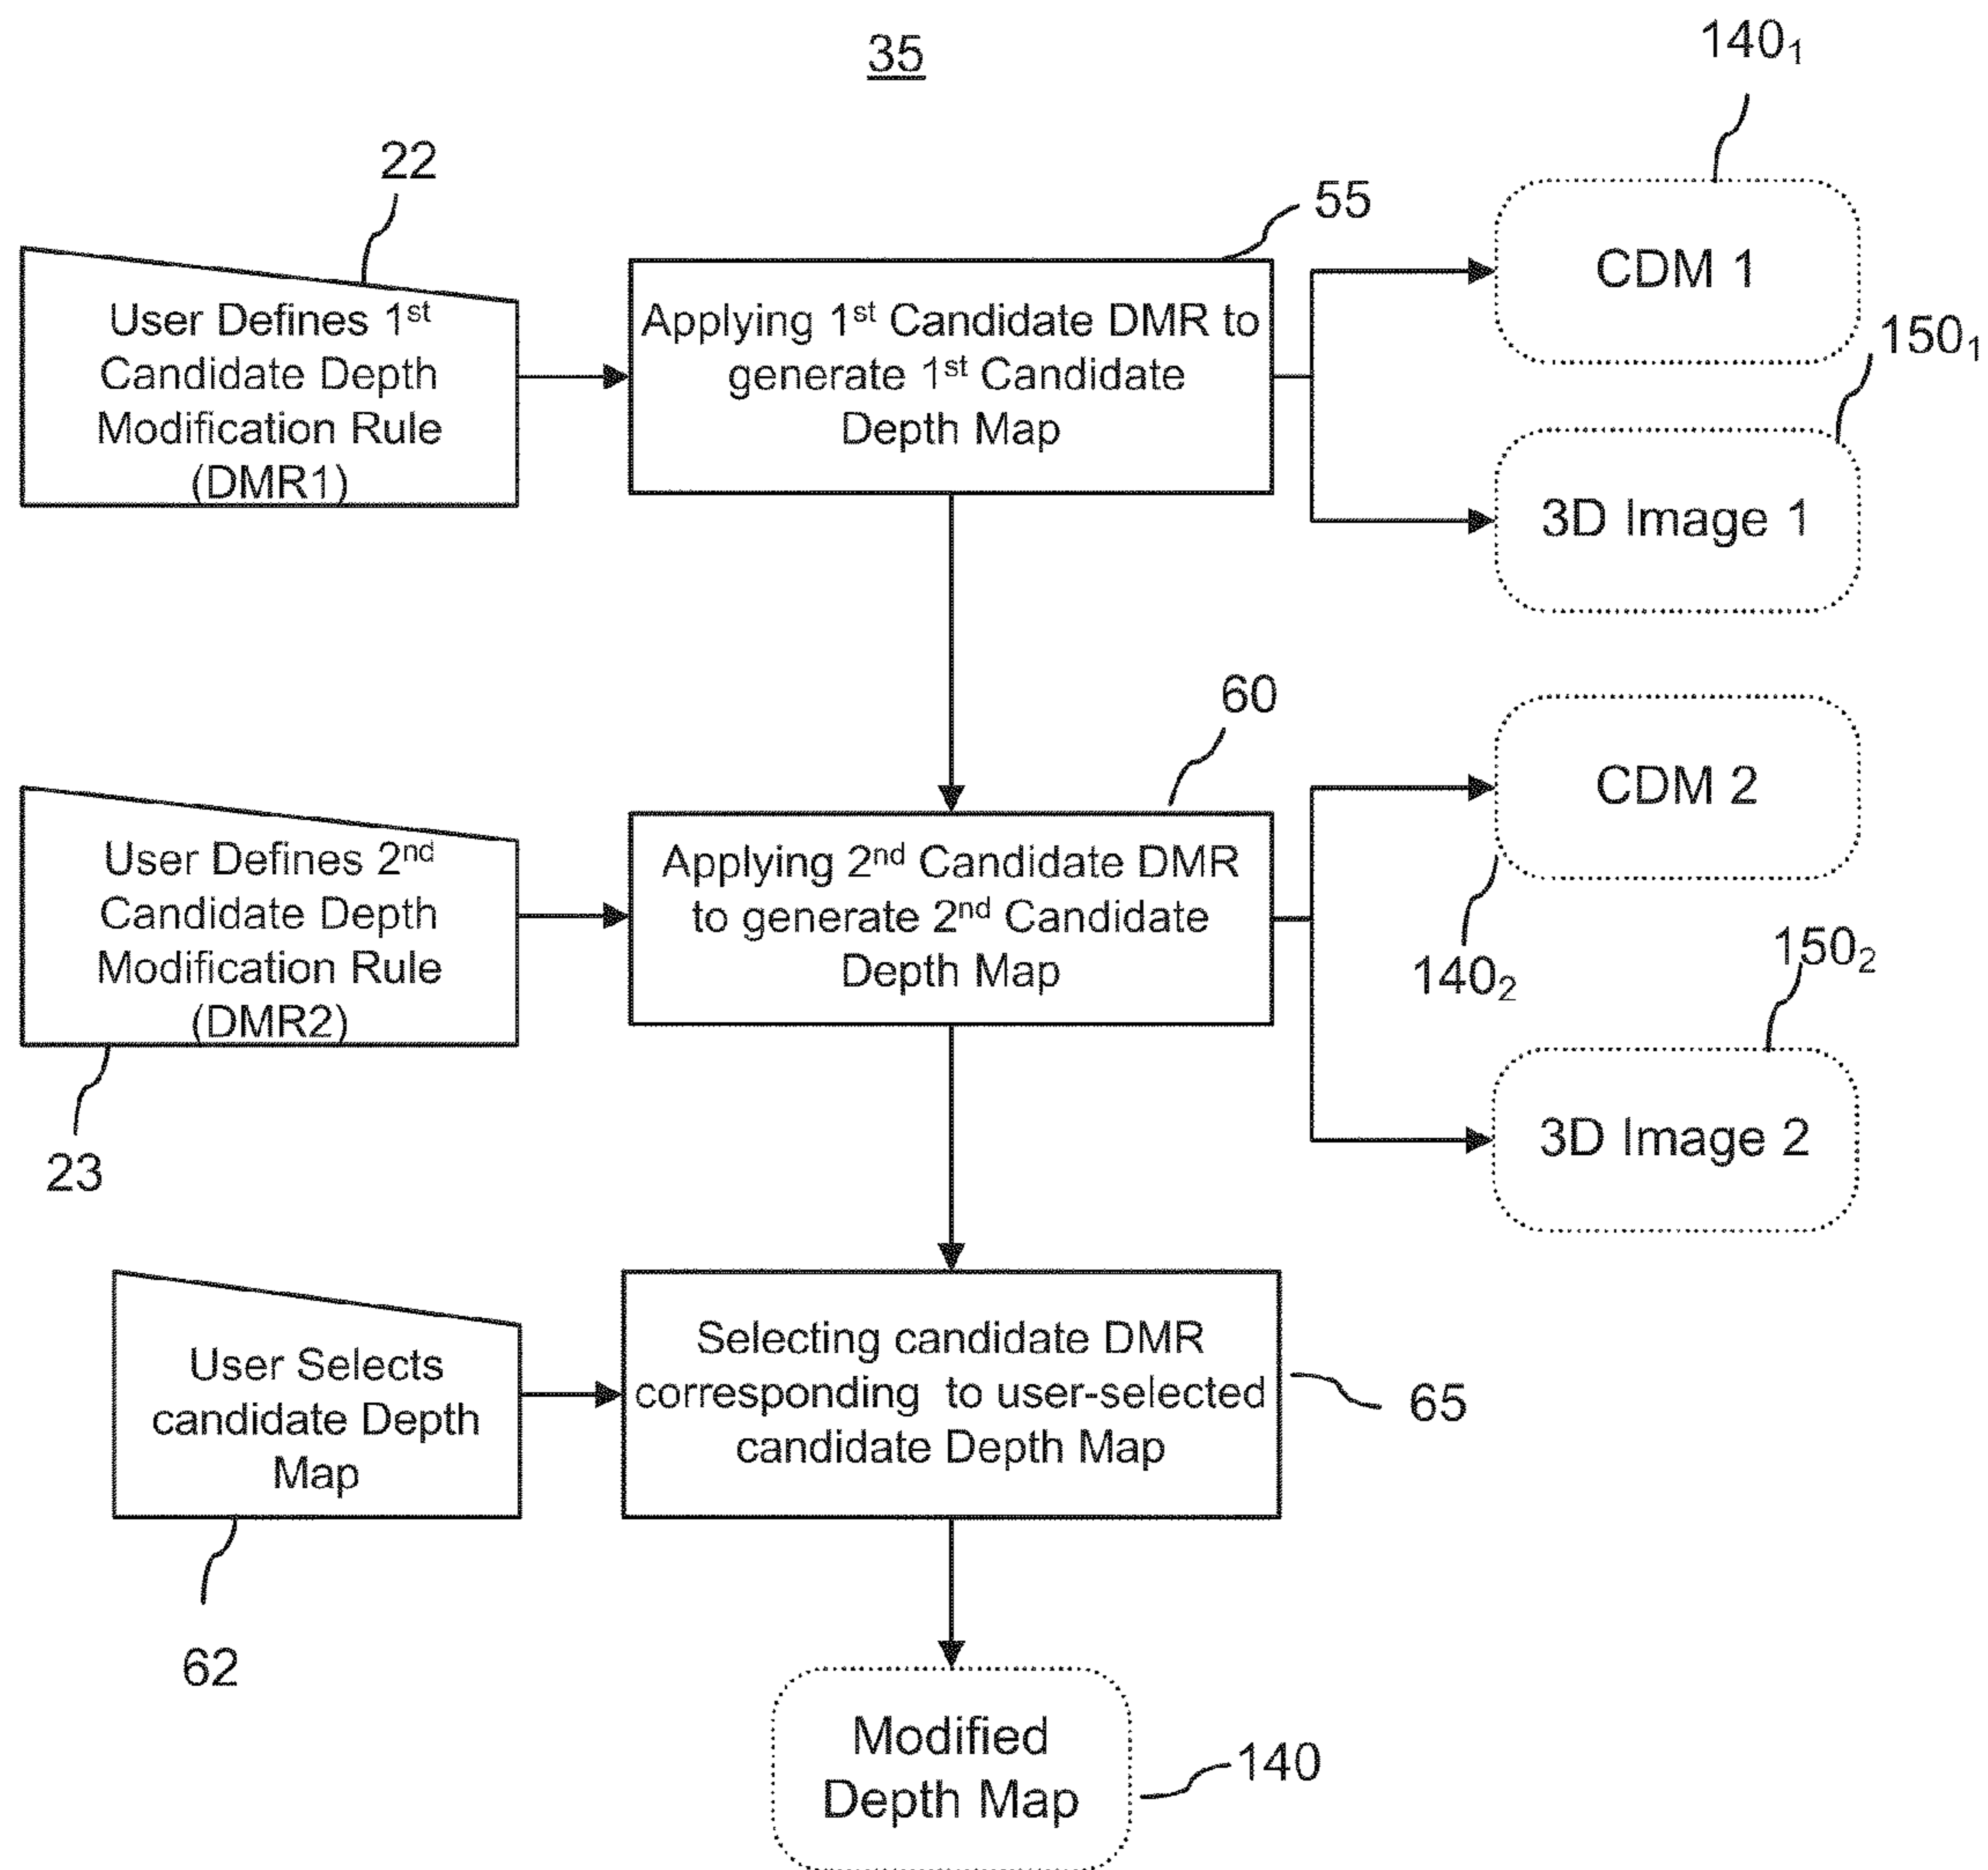 35
140₁
22
55
User Defines 1st
Candidate Depth
Modification Rule
(DMR1)
Applying 1st Candidate DMR to
generate 1st Candidate
Depth Map
CDM 1
150₁
3D Image 1
60
User Defines 2nd
Candidate Depth
Modification Rule
(DMR2)
23
Applying 2nd Candidate DMR
to generate 2nd Candidate
Depth Map
CDM 2
140₂
150₂
3D Image 2
User Selects
candidate Depth
Map
62
Selecting candidate DMR
corresponding to user-selected
candidate Depth Map
65
Modified
Depth Map
140